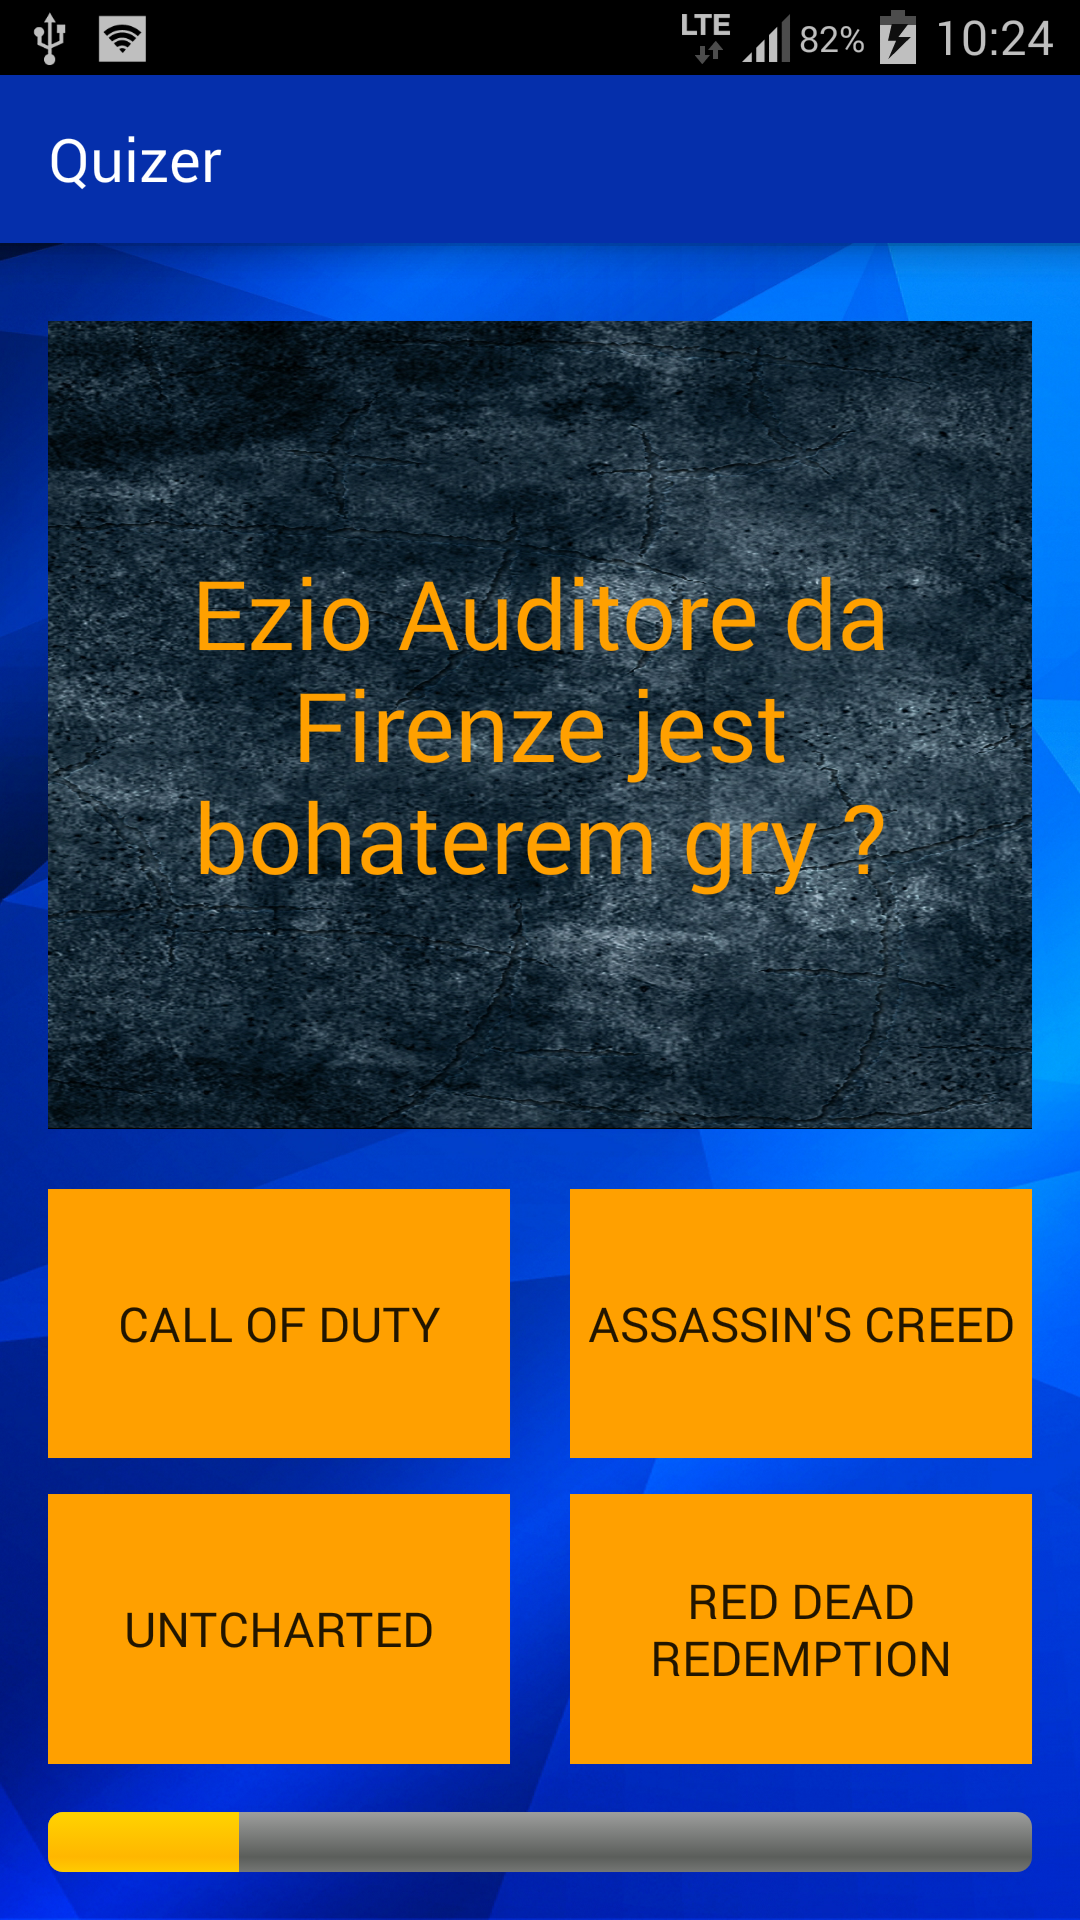 LTE 82% 10:24
Quizer
Ezio Auditore da
Firenze jest
bohaterem gry ?
CALL OF DUTY
ASSASSIN'S CREED
UNTCHARTED
RED DEAD
REDEMPTION